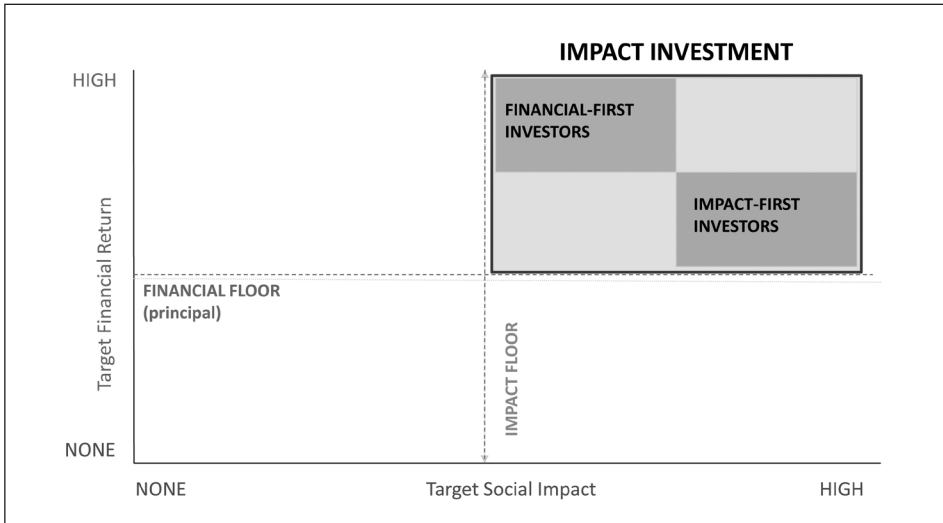 IMPACT INVESTMENT
HIGH
FINANCIAL-FIRST
INVESTORS
IMPACT-FIRST
INVESTORS
Target Financial Return
FINANCIAL FLOOR
(principal)
IMPACT FLOOR
NONE
NONE
Target Social Impact
HIGH